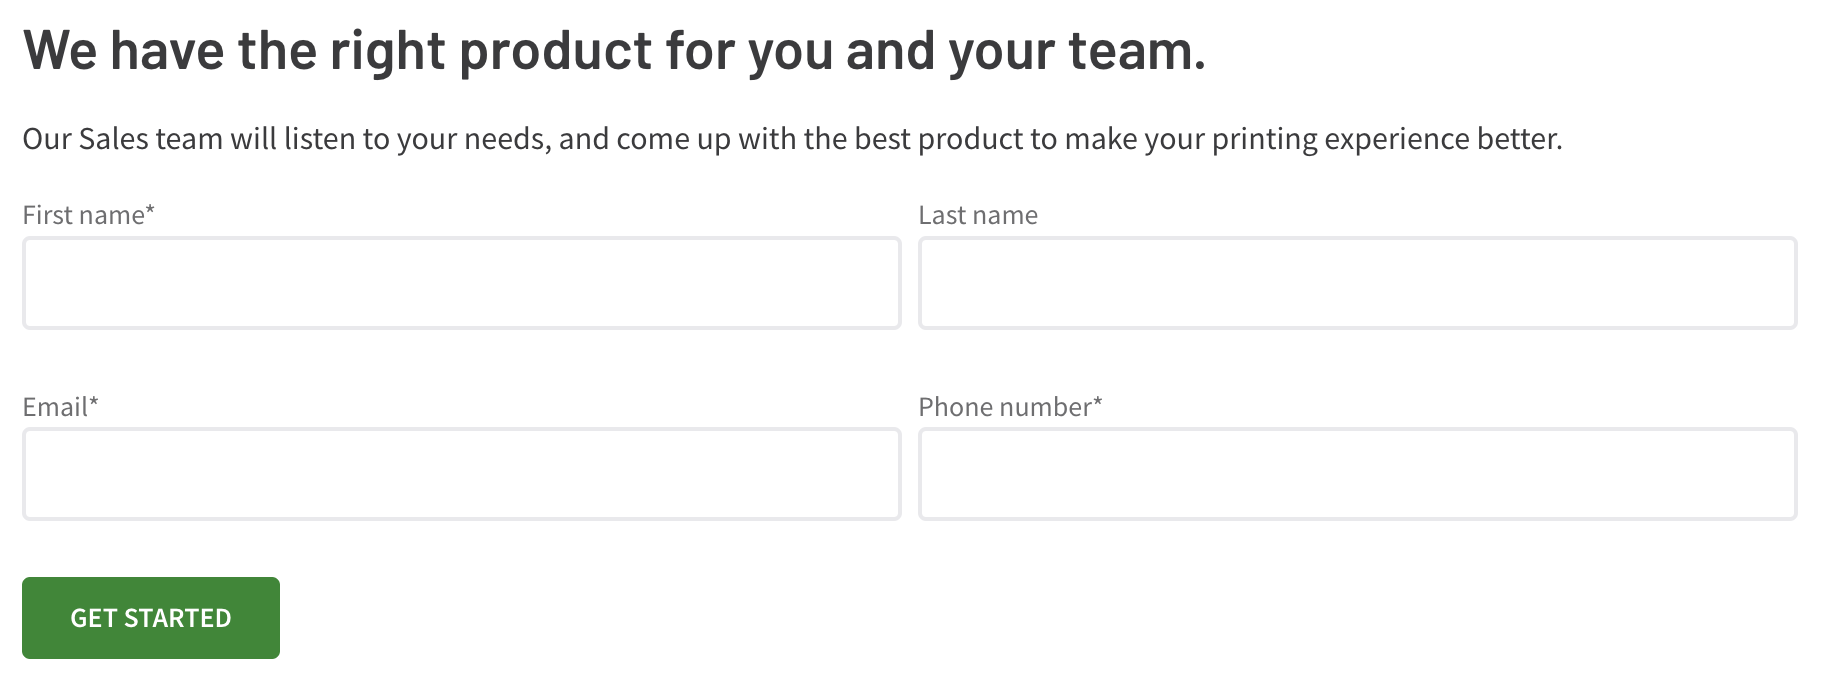 We have the right product for you and your team.
Our Sales team will listen to your needs, and come up with the best product to make your printing experience better.
First name*
Last name
Email*
Phone number*
GET STARTED